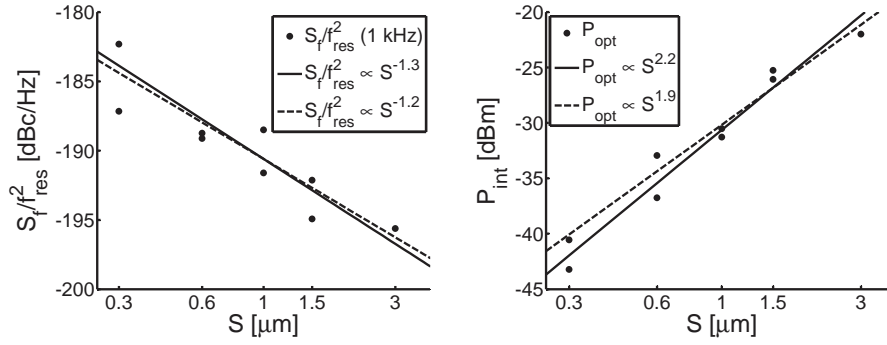 S_f/f²_res [dBc/Hz]
-180
-185
-190
-195
-200
S_f/f²_res (1 kHz)
S_f/f²_res ∝ S^-1.3
S_f/f²_res ∝ S^-1.2
0.3 0.6 1 1.5 3
S [μm]
P_int [dBm]
-20
-25
-30
-35
-40
-45
P_opt
P_opt ∝ S^2.2
P_opt ∝ S^1.9
0.3 0.6 1 1.5 3
S [μm]